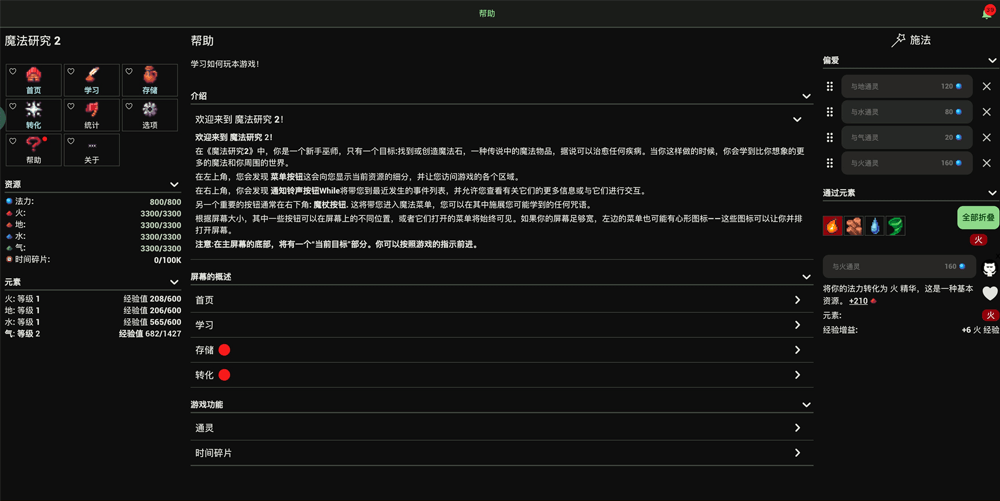 帮助
魔法研究 2
首页
学习
存储
转化
统计
选项
帮助
关于
资源
法力: 800/800
火: 3300/3300
地: 3300/3300
水: 3300/3300
气: 3300/3300
时间碎片: 0/100K
元素
火: 等级 1 经验值 208/600
地: 等级 1 经验值 206/600
水: 等级 1 经验值 565/600
气: 等级 2 经验值 682/1427
帮助
学习如何玩本游戏!
介绍
欢迎来到 魔法研究 2!
欢迎来到 魔法研究 2!
在《魔法研究2》中，你是一个新手巫师，只有一个目标:找到或创造魔法石，一种传说中的魔法物品，据说可以治愈任何疾病。当你这样做的时候，你会学到比你想象的更
多的魔法和你周围的世界。
在左上角，您会发现 菜单按钮这会向您显示当前资源的细分，并让您访问游戏的各个区域。
在右上角，你会发现 通知铃声按钮While将带您到最近发生的事件列表，并允许您查看有关它们的更多信息或与它们进行交互。
另一个重要的按钮通常在右下角: 魔杖按钮. 这将带您进入魔法菜单，您可以在其中施展您可能学到的任何咒语。
根据屏幕大小，其中一些按钮可以在屏幕上的不同位置，或者它们打开的菜单将始终可见。如果你的屏幕足够宽，左边的菜单也可能有心形图标——这些图标可以让你并排
打开屏幕。
注意:在主屏幕的底部，将有一个"当前目标"部分。你可以按照游戏的指示前进。
屏幕的概述
首页
学习
存储
转化
游戏功能
通灵
时间碎片
施法
偏爱
与地通灵 120
与水通灵 80
与气通灵 20
与火通灵 160
通过元素
全部折叠
火
与火通灵 160
将你的法力转化为 火 精华，这是一种基本
资源。 +210
元素: 火
经验增益: +6 火 经验